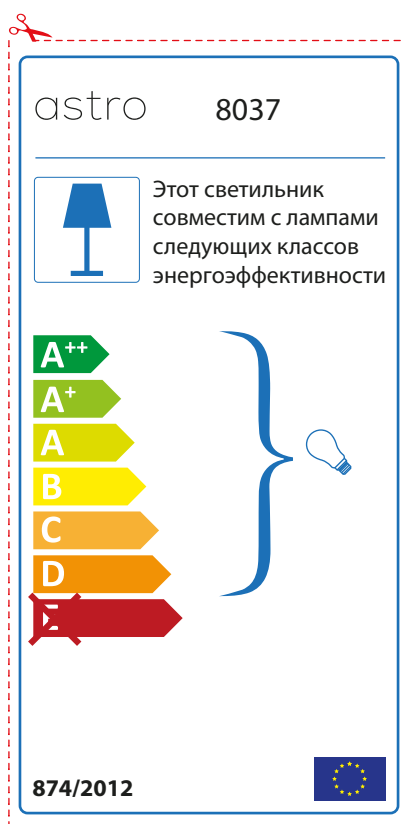 astro 8037
Этот светильник
совместим с лампами
следующих классов
энергоэффективности
A++
A+
A
B
C
D
E
874/2012